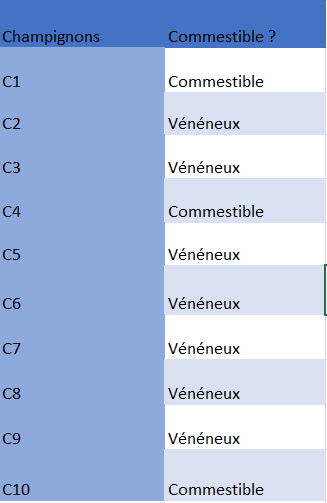 Champignons Commestible ?
C1 Commestible
C2 Vénéneux
C3 Vénéneux
C4 Commestible
C5 Vénéneux
C6 Vénéneux
C7 Vénéneux
C8 Vénéneux
C9 Vénéneux
C10 Commestible